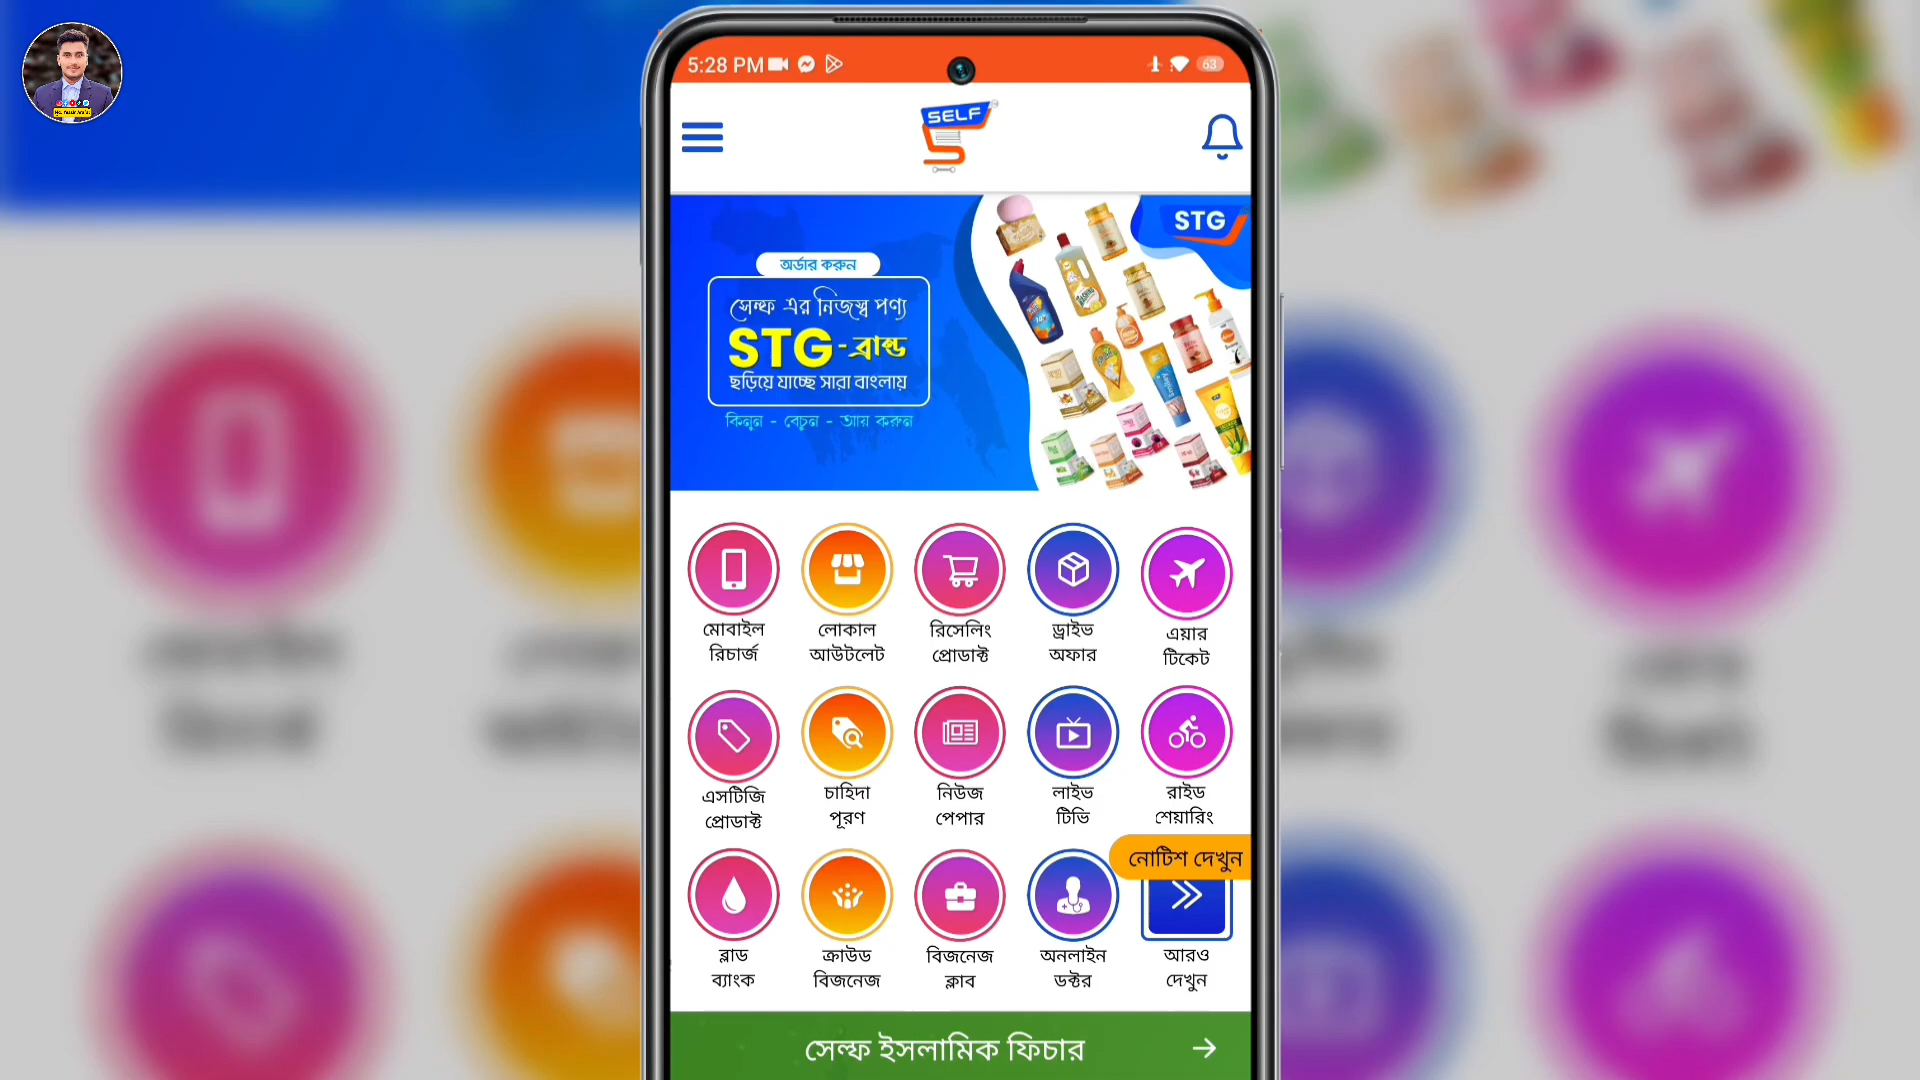 5:28 PM
63
SELF
STG
অর্ডার করুন
সেল্ফ এর নিজস্ব পণ্য
STG-ব্রান্ড
ছড়িয়ে যাচ্ছে সারা বাংলায়
কিনুন - বেচুন - আয় করুন
মোবাইল রিচার্জ
লোকাল আউটলেট
রিসেলিং প্রোডাক্ট
ড্রাইভ অফার
এয়ার টিকেট
এসটিজি প্রোডাক্ট
চাহিদা পূরণ
নিউজ পেপার
লাইভ টিভি
রাইড শেয়ারিং
নোটিশ দেখুন
ব্লাড ব্যাংক
ক্রাউড বিজনেজ
বিজনেজ ক্লাব
অনলাইন ডক্টর
আরও দেখুন
সেল্ফ ইসলামিক ফিচার